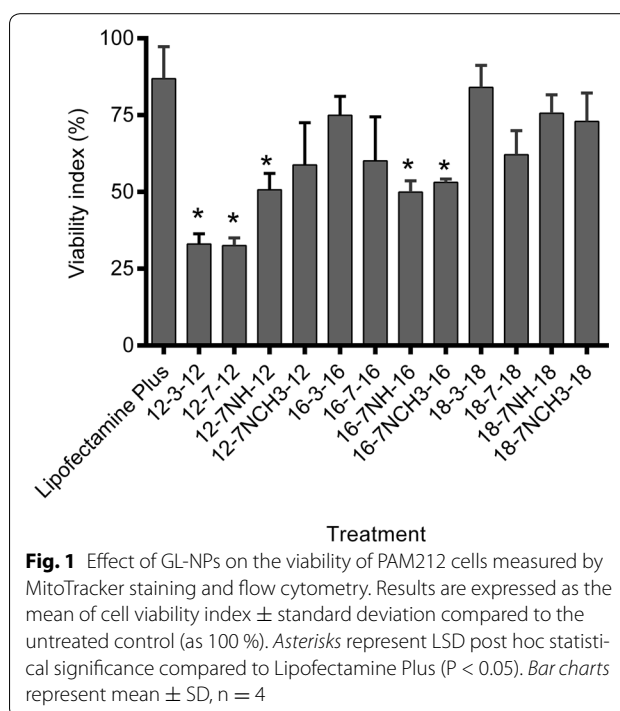 100
75
50
25
0
Viability index (%)
* * * * *
Lipofectamine Plus
12-3-12
12-7-12
12-7NH-12
12-7NCH3-12
16-3-16
16-7-16
16-7NH-16
16-7NCH3-16
18-3-18
18-7-18
18-7NH-18
18-7NCH3-18
Treatment
Fig. 1 Effect of GL-NPs on the viability of PAM212 cells measured by
MitoTracker staining and flow cytometry. Results are expressed as the
mean of cell viability index ± standard deviation compared to the
untreated control (as 100 %). Asterisks represent LSD post hoc statisti-
cal significance compared to Lipofectamine Plus (P < 0.05). Bar charts
represent mean ± SD, n = 4